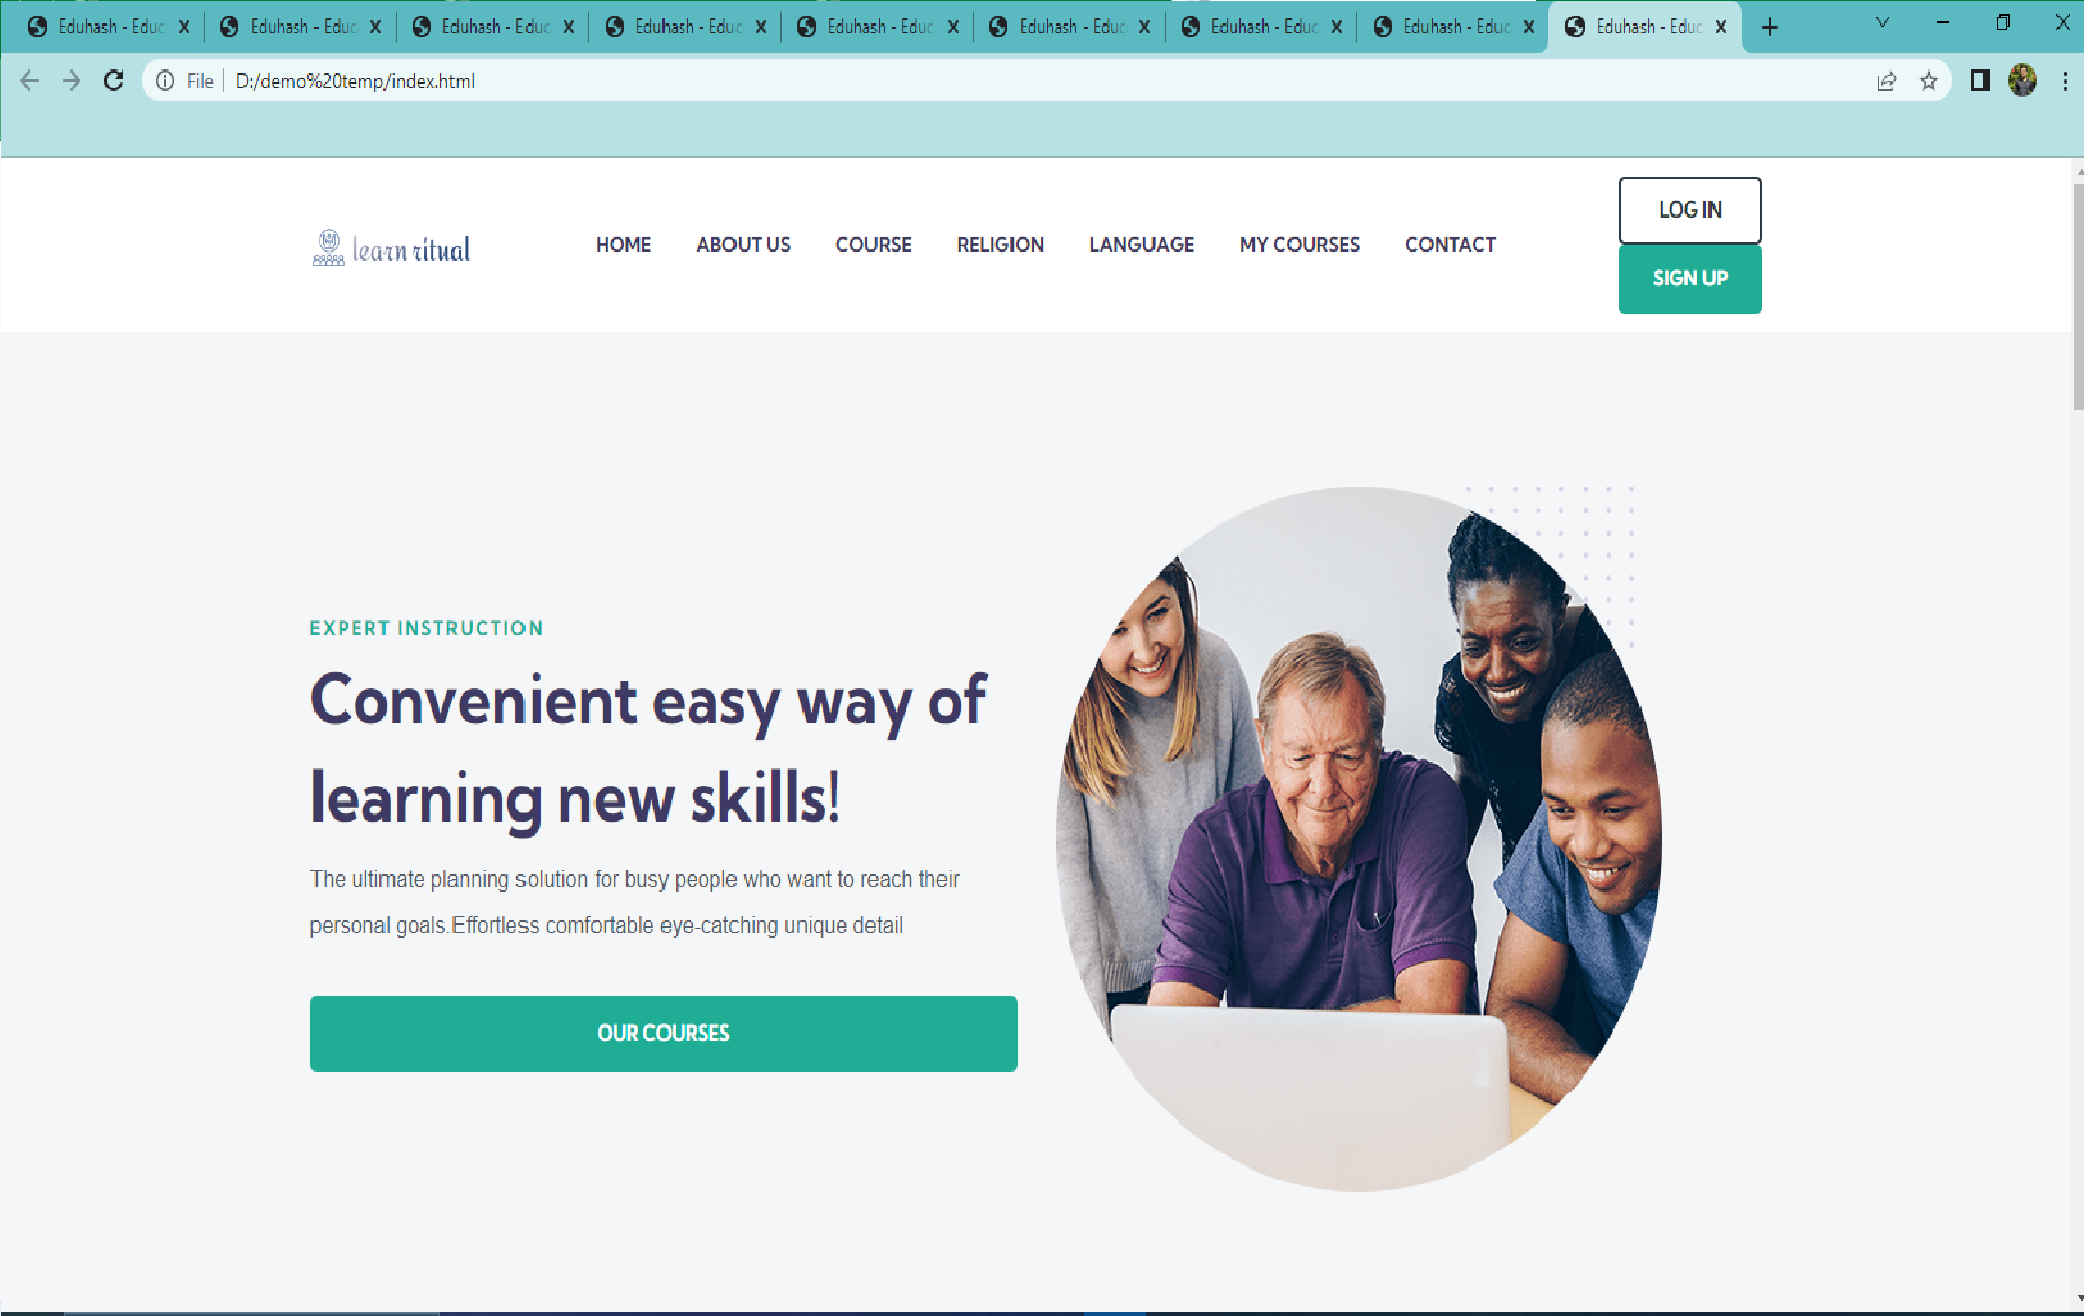 Eduhash - Educ
Eduhash - Educ
Eduhash - Educ
Eduhash - Educ
Eduhash - Educ
Eduhash - Educ
Eduhash - Educ
Eduhash - Educ
Eduhash - Educ
File D:/demo%20temp/index.html
LOG IN
learn ritual HOME ABOUT US COURSE RELIGION LANGUAGE MY COURSES CONTACT
SIGN UP
EXPERT INSTRUCTION
Convenient easy way of
learning new skills!
The ultimate planning solution for busy people who want to reach their
personal goals.Effortless comfortable eye-catching unique detail
OUR COURSES